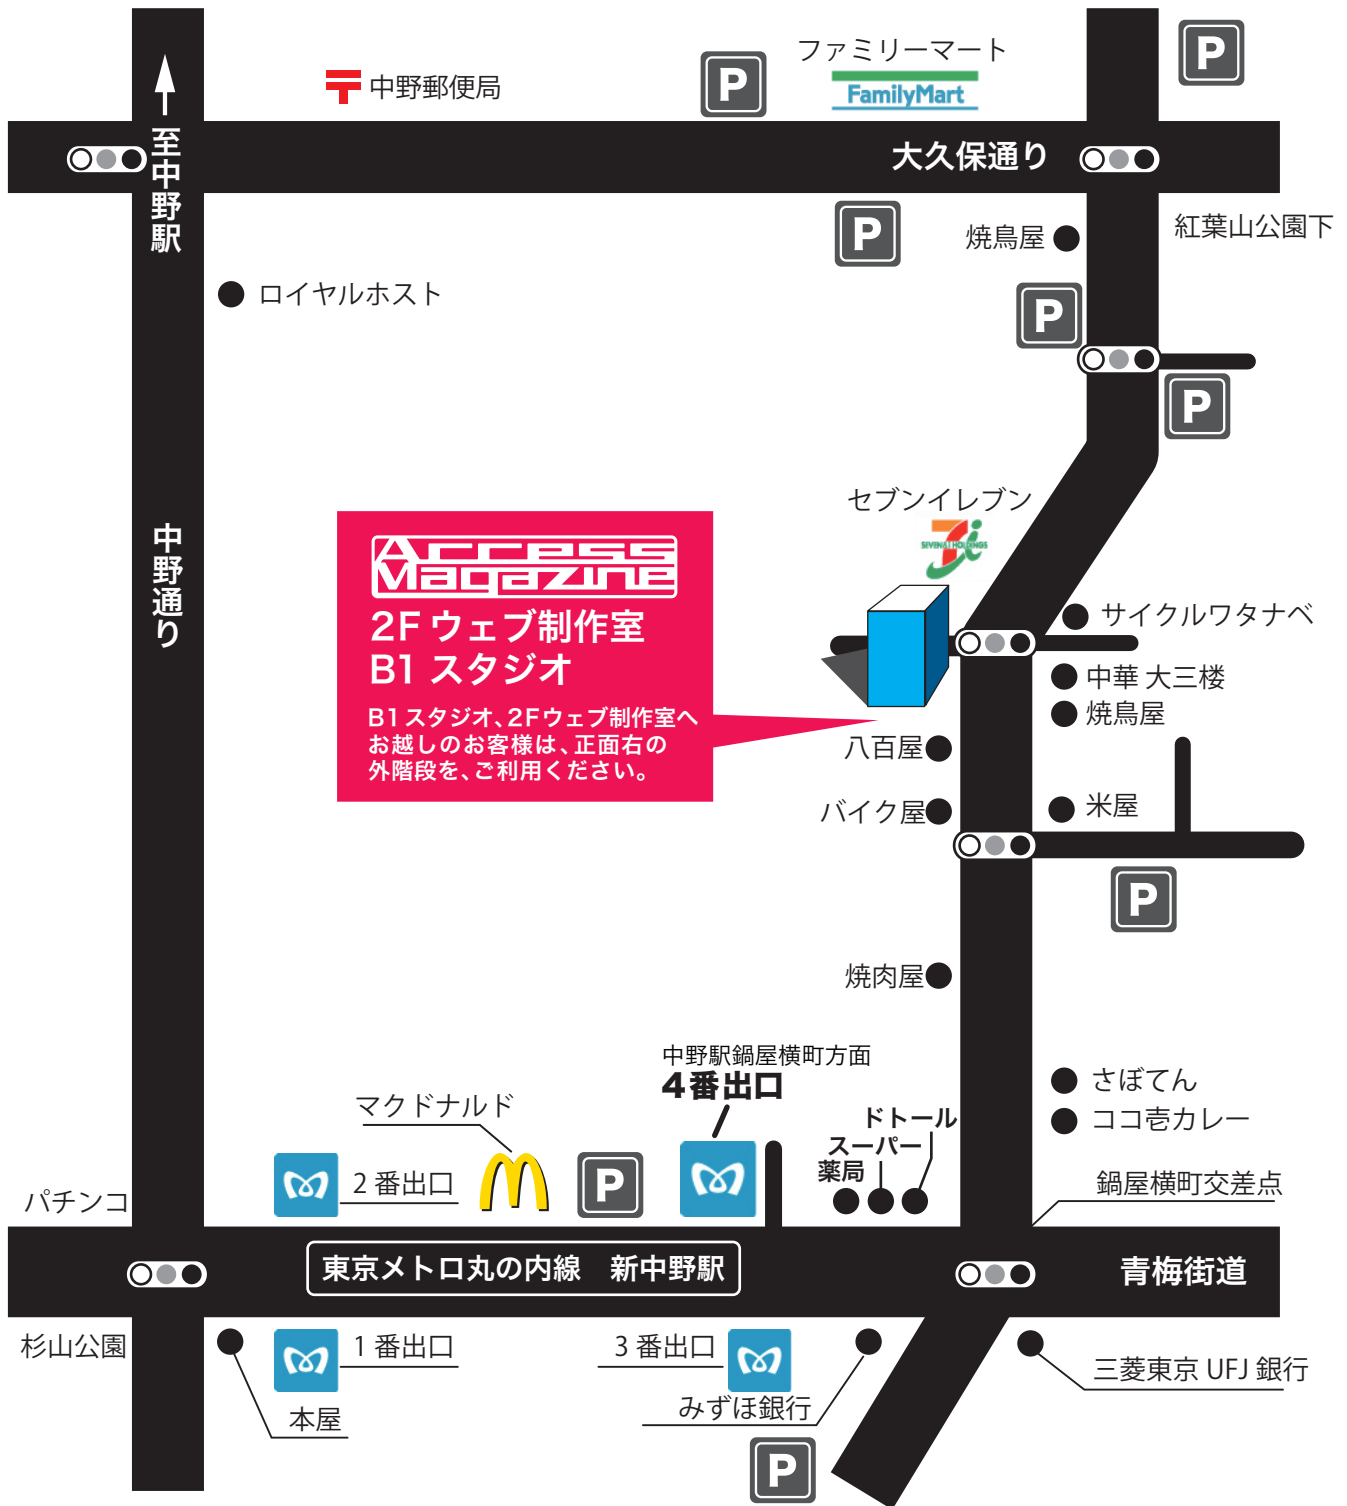 ファミリーマート
FamilyMart
P
P
中野郵便局
至中野駅
大久保通り
P
焼鳥屋
紅葉山公園下
ロイヤルホスト
P
P
セブンイレブン
SEVEN&I HOLDINGS
中野通り
Access
Magazine
2F ウェブ制作室
B1 スタジオ
B1スタジオ、2Fウェブ制作室へ
お越しのお客様は、正面右の
外階段を、ご利用ください。
サイクルワタナベ
中華 大三楼
焼鳥屋
八百屋
バイク屋
米屋
P
焼肉屋
中野駅鍋屋横町方面
4番出口
さぼてん
ココ壱カレー
マクドナルド
ドトール
スーパー
薬局
2 番出口
P
鍋屋横町交差点
パチンコ
東京メトロ丸の内線 新中野駅
青梅街道
杉山公園
1 番出口
3 番出口
三菱東京 UFJ 銀行
みずほ銀行
本屋
P